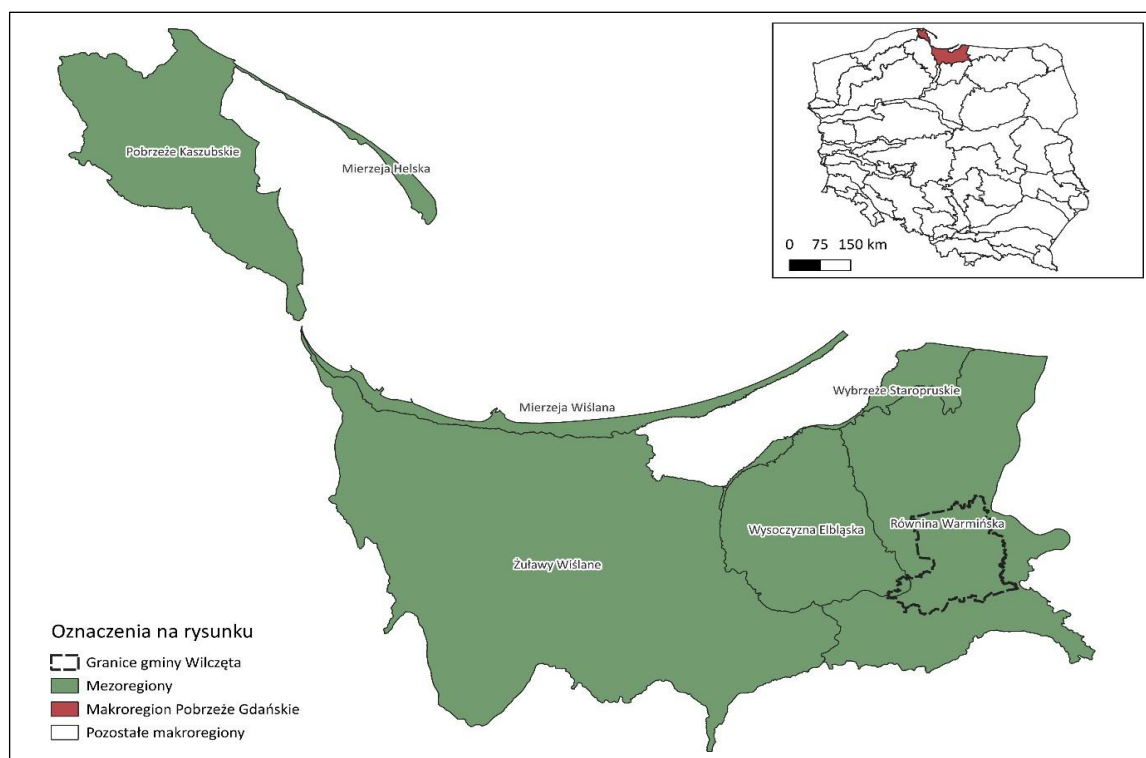 Pobrzeże Kaszubskie
Mierzeja Helska
0 75 150 km
Mierzeja Wiślana
Wybrzeże Staropruskie
Wysoczyzna Elbląska
Równina Warmińska
Żuławy Wiślane
Oznaczenia na rysunku
Granice gminy Wilczęta
Mezoregiony
Makroregion Pobrzeże Gdańskie
Pozostałe makroregiony